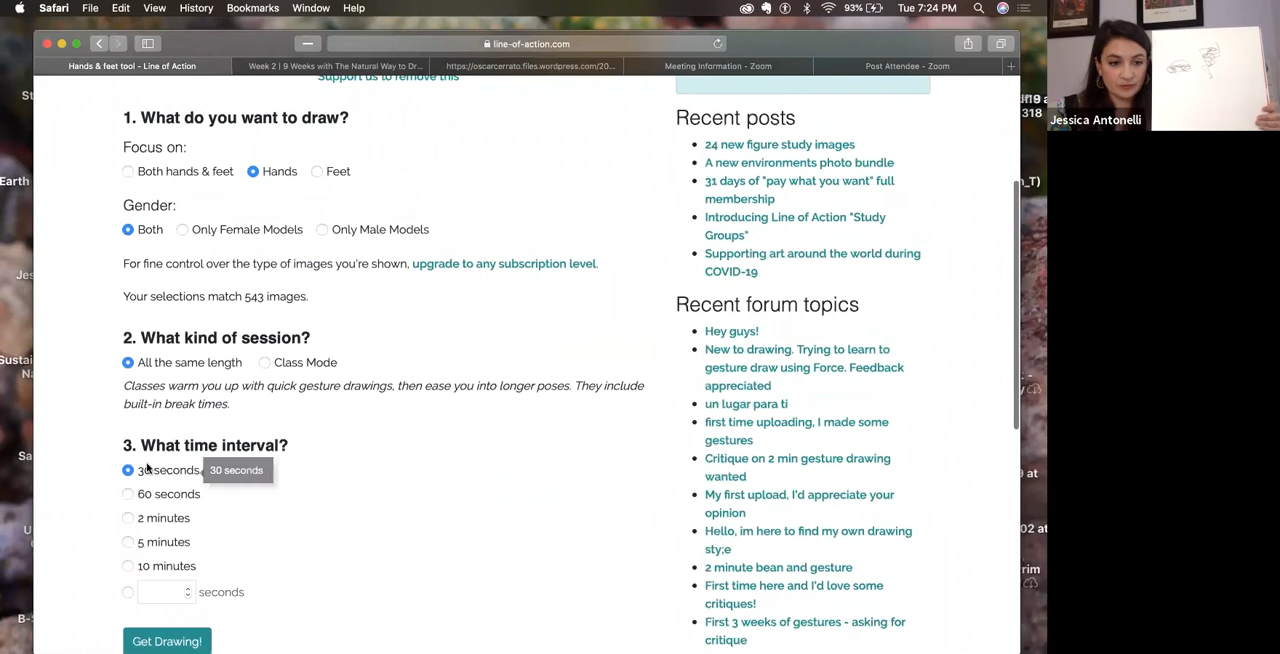 Safari File Edit View History Bookmarks Window Help
93% Tue 7:24 PM
line-of-action.com
Hands & feet tool - Line of Action
Week 2 | 9 Weeks with The Natural Way to Dr...
https://oscarcerrato.files.wordpress.com/20...
Meeting Information - Zoom
Post Attendee - Zoom
Support us to remove this
1. What do you want to draw?
Focus on:
Both hands & feet Hands Feet
Gender:
Both Only Female Models Only Male Models
For fine control over the type of images you're shown, upgrade to any subscription level.
Your selections match 543 images.
2. What kind of session?
All the same length Class Mode
Classes warm you up with quick gesture drawings, then ease you into longer poses. They include
built-in break times.
3. What time interval?
30 seconds 30 seconds
60 seconds
2 minutes
5 minutes
10 minutes
seconds
Get Drawing!
Recent posts
24 new figure study images
A new environments photo bundle
31 days of "pay what you want" full
membership
Introducing Line of Action "Study
Groups"
Supporting art around the world during
COVID-19
Recent forum topics
Hey guys!
New to drawing. Trying to learn to
gesture draw using Force. Feedback
appreciated
un lugar para ti
first time uploading, I made some
gestures
Critique on 2 min gesture drawing
wanted
My first upload, I'd appreciate your
opinion
Hello, im here to find my own drawing
sty;e
2 minute bean and gesture
First time here and I'd love some
critiques!
First 3 weeks of gestures - asking for
critique
Jessica Antonelli
Earth
318